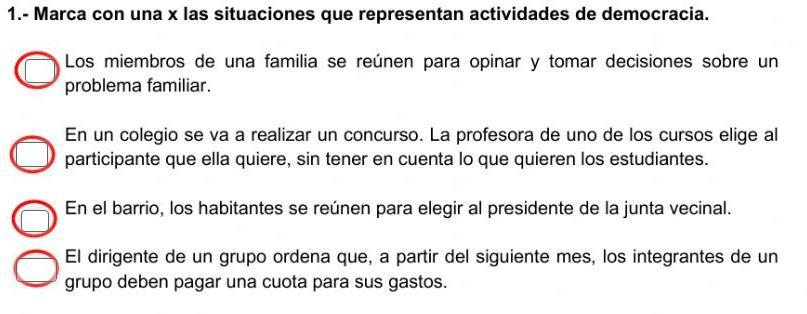 1.- Marca con una x las situaciones que representan actividades de democracia.
Los miembros de una familia se reúnen para opinar y tomar decisiones sobre un
problema familiar.
En un colegio se va a realizar un concurso. La profesora de uno de los cursos elige al
participante que ella quiere, sin tener en cuenta lo que quieren los estudiantes.
En el barrio, los habitantes se reúnen para elegir al presidente de la junta vecinal.
El dirigente de un grupo ordena que, a partir del siguiente mes, los integrantes de un
grupo deben pagar una cuota para sus gastos.